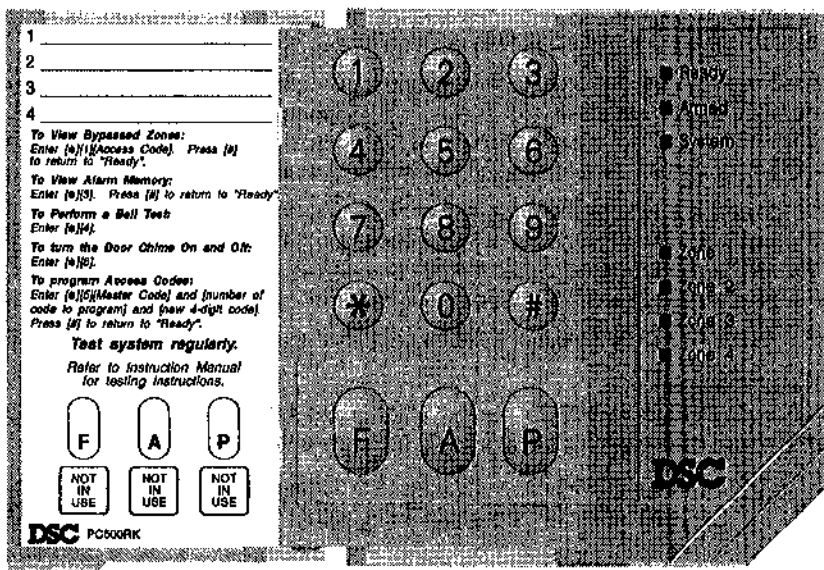 1
2
3
4
To View Bypassed Zones:
Enter [*][1][Access Code]. Press [#]
to return to "Ready".
To View Alarm Memory:
Enter [*][3]. Press [#] to return to "Ready"
To Perform a Bell Test:
Enter [*][4].
To turn the Door Chime On and Off:
Enter [*][6].
To program Access Codes:
Enter [*][5][Master Code] and [number of
code to program] and [new 4-digit code].
Press [#] to return to "Ready".
Test system regularly.
Refer to Instruction Manual
for testing instructions.
F A P
NOT IN USE
NOT IN USE
NOT IN USE
DSC PC500RK
1 2 3
4 5 6
7 8 9
* 0 #
F A P
Ready
Armed
System
Zone
Zone 2
Zone 3
Zone 4
DSC